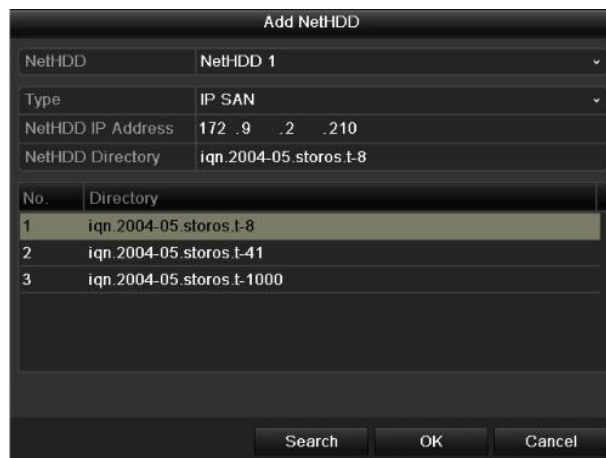 Add NetHDD
NetHDD NetHDD 1
Type IP SAN
NetHDD IP Address 172 .9 .2 .210
NetHDD Directory iqn.2004-05.storos.t-8
No. Directory
1 iqn.2004-05.storos.t-8
2 iqn.2004-05.storos.t-41
3 iqn.2004-05.storos.t-1000
Search OK Cancel